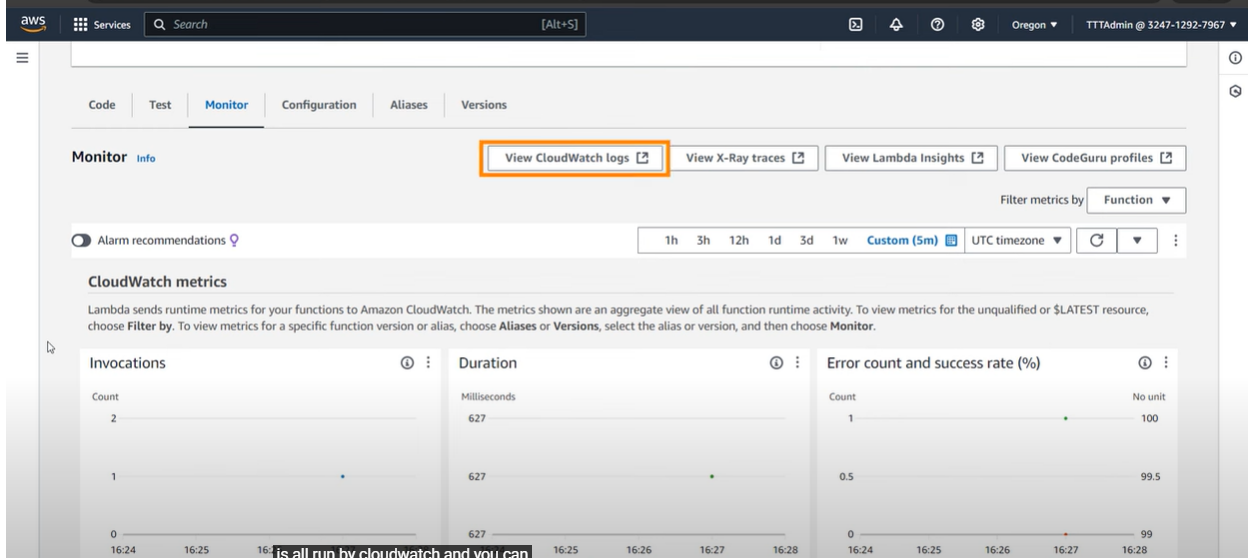 aws Services Search [Alt+S] Oregon ▼ TTTAdmin @ 3247-1292-7967 ▼
Code Test Monitor Configuration Aliases Versions
Monitor Info View CloudWatch logs View X-Ray traces View Lambda Insights View CodeGuru profiles
Filter metrics by Function ▼
Alarm recommendations 1h 3h 12h 1d 3d 1w Custom (5m) UTC timezone ▼
CloudWatch metrics
Lambda sends runtime metrics for your functions to Amazon CloudWatch. The metrics shown are an aggregate view of all function runtime activity. To view metrics for the unqualified or $LATEST resource,
choose Filter by. To view metrics for a specific function version or alias, choose Aliases or Versions, select the alias or version, and then choose Monitor.
Invocations
Count
2
1
0
16:24 16:25
Duration
Milliseconds
627
627
627
16:25 16:26 16:27 16:28
Error count and success rate (%)
Count No unit
1 100
0.5 99.5
0 99
16:24 16:25 16:26 16:27 16:28
is all run by cloudwatch and you can